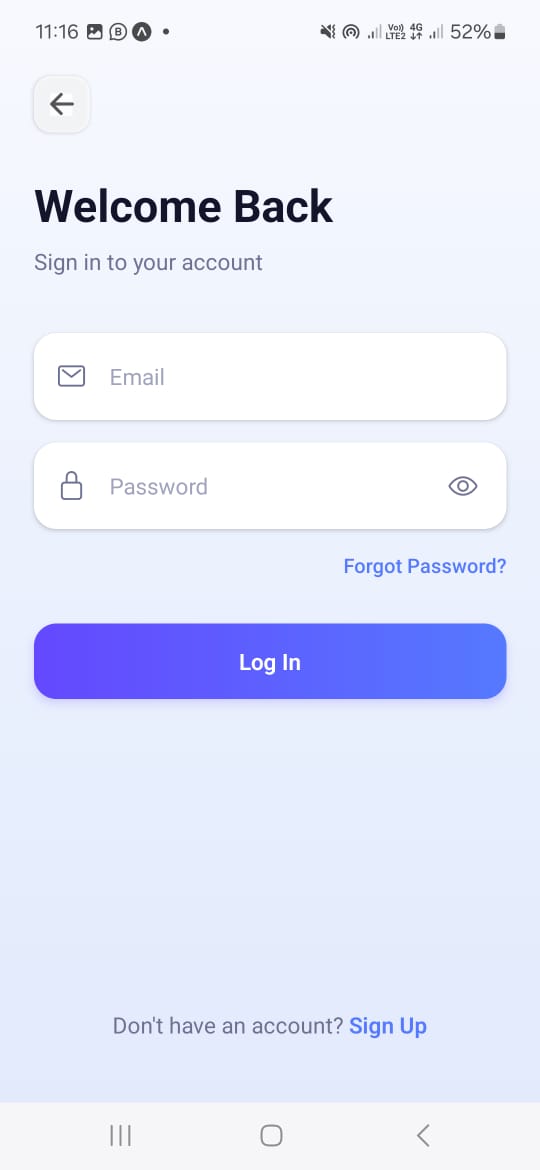 11:16 B 52%
Vo)) 4G
LTE2
Welcome Back
Sign in to your account
Email
Password
Forgot Password?
Log In
Don't have an account? Sign Up